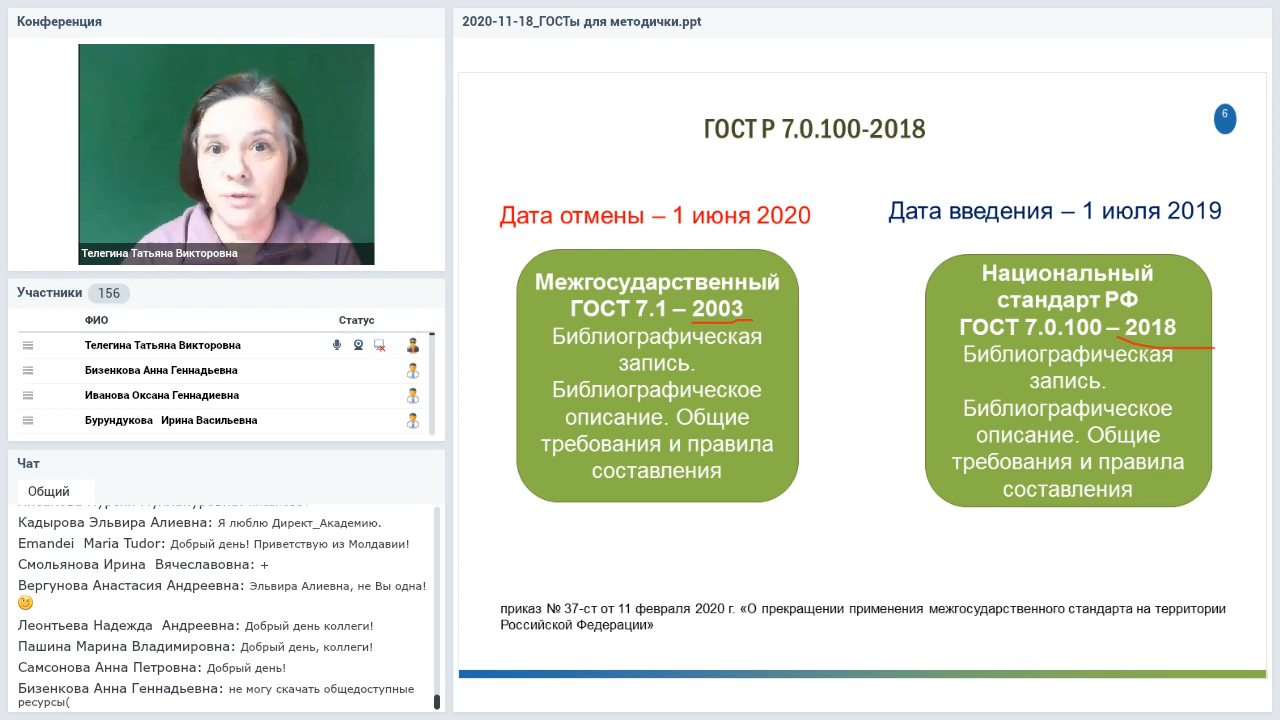 Конференция
Телегина Татьяна Викторовна
Участники 156
ФИО Статус
Телегина Татьяна Викторовна
Бизенкова Анна Геннадьевна
Иванова Оксана Геннадиевна
Бурундукова Ирина Васильевна
Чат
Общий
Кадырова Эльвира Алиевна: Я люблю Директ_Академию.
Emandei Maria Tudor: Добрый день! Приветствую из Молдавии!
Смольянова Ирина Вячеславовна: +
Вергунова Анастасия Андреевна: Эльвира Алиевна, не Вы одна!
Леонтьева Надежда Андреевна: Добрый день коллеги!
Пашина Марина Владимировна: Добрый день, коллеги!
Самсонова Анна Петровна: Добрый день!
Бизенкова Анна Геннадьевна: не могу скачать общедоступные
ресурсы(
2020-11-18_ГОСТы для методички.ppt
6
ГОСТ Р 7.0.100-2018
Дата отмены – 1 июня 2020
Межгосударственный
ГОСТ 7.1 – 2003
Библиографическая
запись.
Библиографическое
описание. Общие
требования и правила
составления
Дата введения – 1 июля 2019
Национальный
стандарт РФ
ГОСТ 7.0.100 – 2018
Библиографическая
запись.
Библиографическое
описание. Общие
требования и правила
составления
приказ № 37-ст от 11 февраля 2020 г. «О прекращении применения межгосударственного стандарта на территории
Российской Федерации»